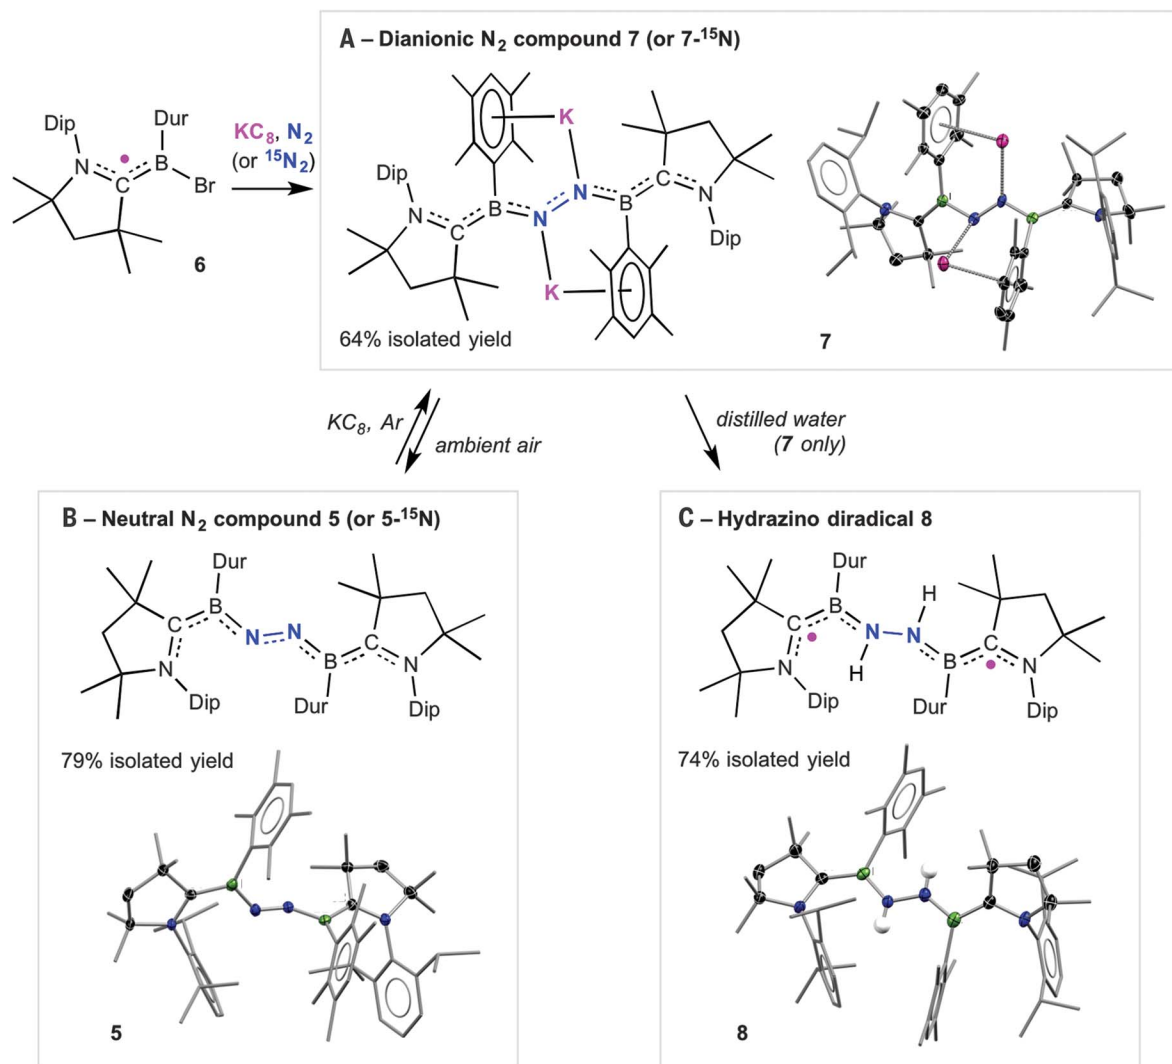 A – Dianionic N₂ compound 7 (or 7-¹⁵N)
Dip
N
C
Dur
B
Br
6
KC₈, N₂
(or ¹⁵N₂)
K
Dip
N
C
B
N
N
B
C
N
Dip
K
64% isolated yield
7
KC₈, Ar
ambient air
distilled water
(7 only)
B – Neutral N₂ compound 5 (or 5-¹⁵N)
Dur
C
B
N
N
N
Dip
B
Dur
C
N
Dip
79% isolated yield
5
C – Hydrazino diradical 8
Dur
H
C
B
N
N
N
H
Dip
B
Dur
C
N
Dip
74% isolated yield
8